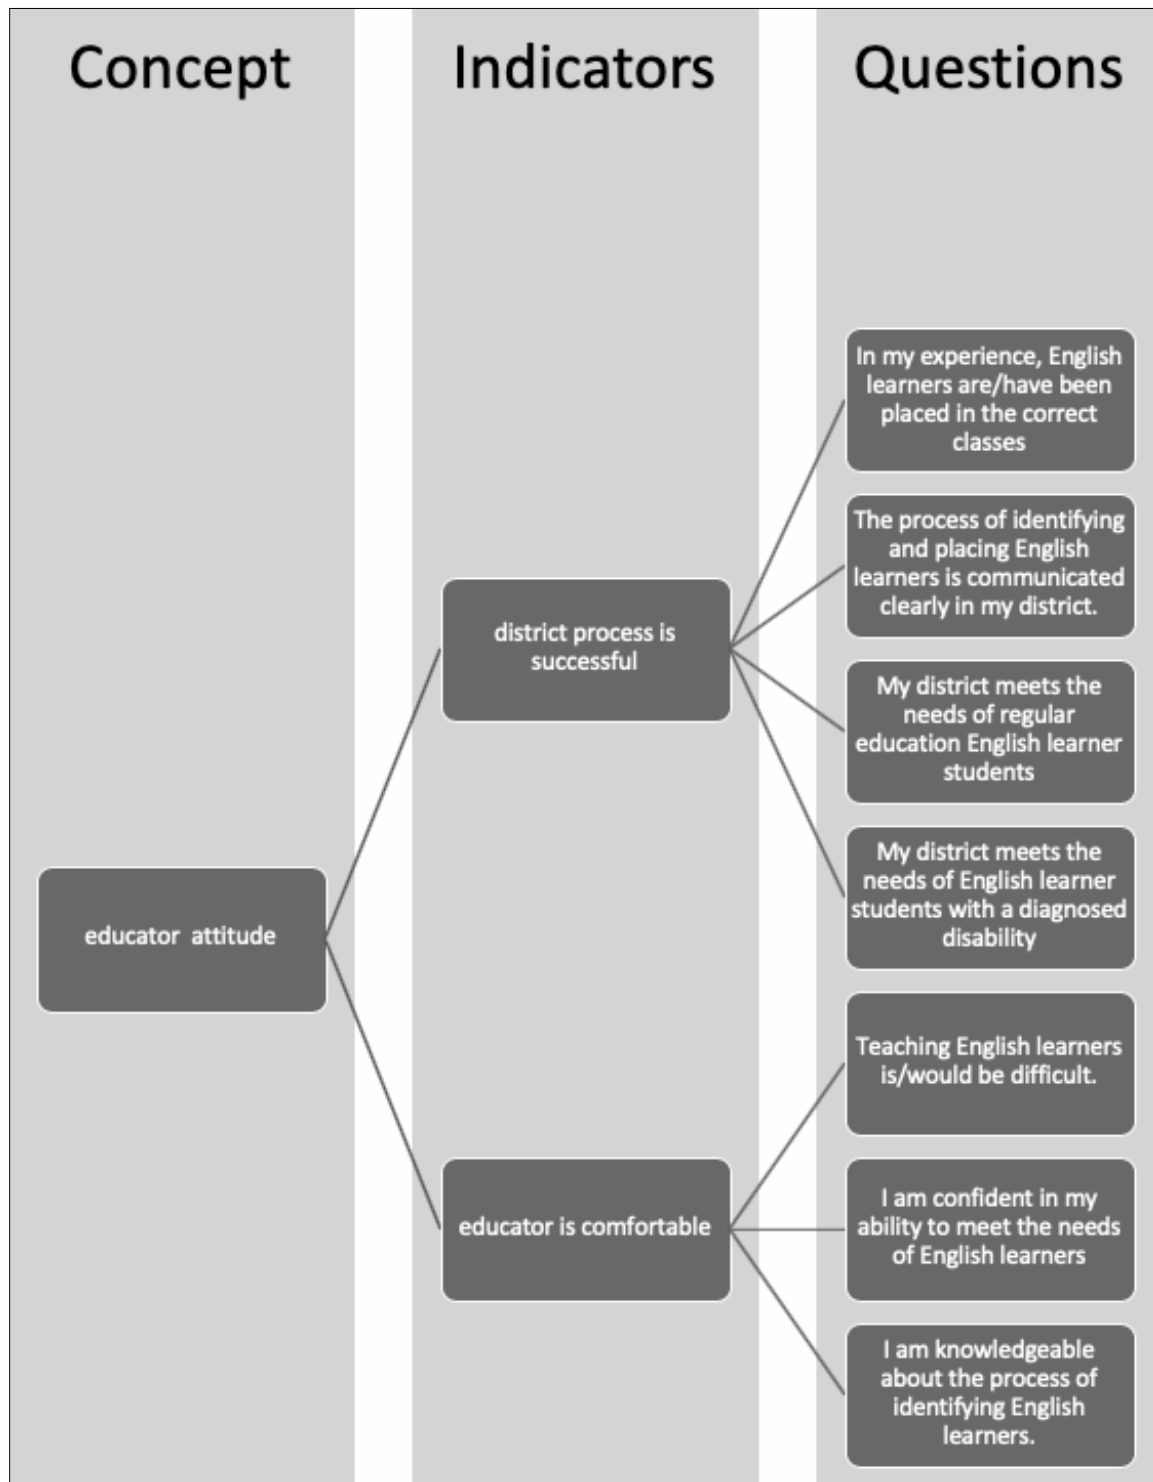 Concept
Indicators
Questions
In my experience, English
learners are/have been
placed in the correct
classes
The process of identifying
and placing English
learners is communicated
clearly in my district.
district process is
successful
My district meets the
needs of regular
education English learner
students
My district meets the
needs of English learner
students with a diagnosed
disability
educator  attitude
Teaching English learners
is/would be difficult.
educator is comfortable
I am confident in my
ability to meet the needs
of English learners
I am knowledgeable
about the process of
identifying English
learners.